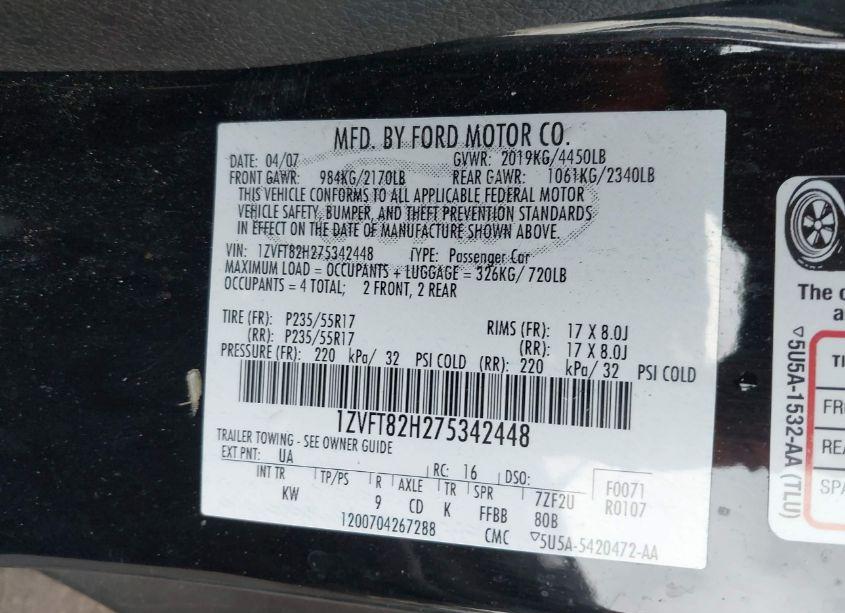 MFD. BY FORD MOTOR CO.
DATE: 04/07 GVWR: 2019KG/4450LB
FRONT GAWR: 984KG/2170LB REAR GAWR: 1061KG/2340LB
THIS VEHICLE CONFORMS TO ALL APPLICABLE FEDERAL MOTOR
VEHICLE SAFETY, BUMPER, AND THEFT PREVENTION STANDARDS
IN EFFECT ON THE DATE OF MANUFACTURE SHOWN ABOVE.
VIN: 1ZVFT82H275342448 TYPE: Passenger Car
MAXIMUM LOAD = OCCUPANTS + LUGGAGE = 326KG/ 720LB
OCCUPANTS = 4 TOTAL; 2 FRONT, 2 REAR
TIRE (FR): P235/55R17 RIMS (FR): 17 X 8.0J
(RR): P235/55R17 (RR): 17 X 8.0J
PRESSURE (FR): 220 kPa/ 32 PSI COLD (RR): 220 kPa/ 32 PSI COLD
1ZVFT82H275342448
TRAILER TOWING - SEE OWNER GUIDE
EXT PNT: UA RC: 16 DSO:
INT TR TP/PS R AXLE TR SPR 7ZF2U F0071
KW 9 CD K FFBB 80B R0107
1200704267288 CMC ▽5U5A-5420472-AA
The c
a
▽5U5A-1532-AA (TLU)
TI
FR
REA
SPA